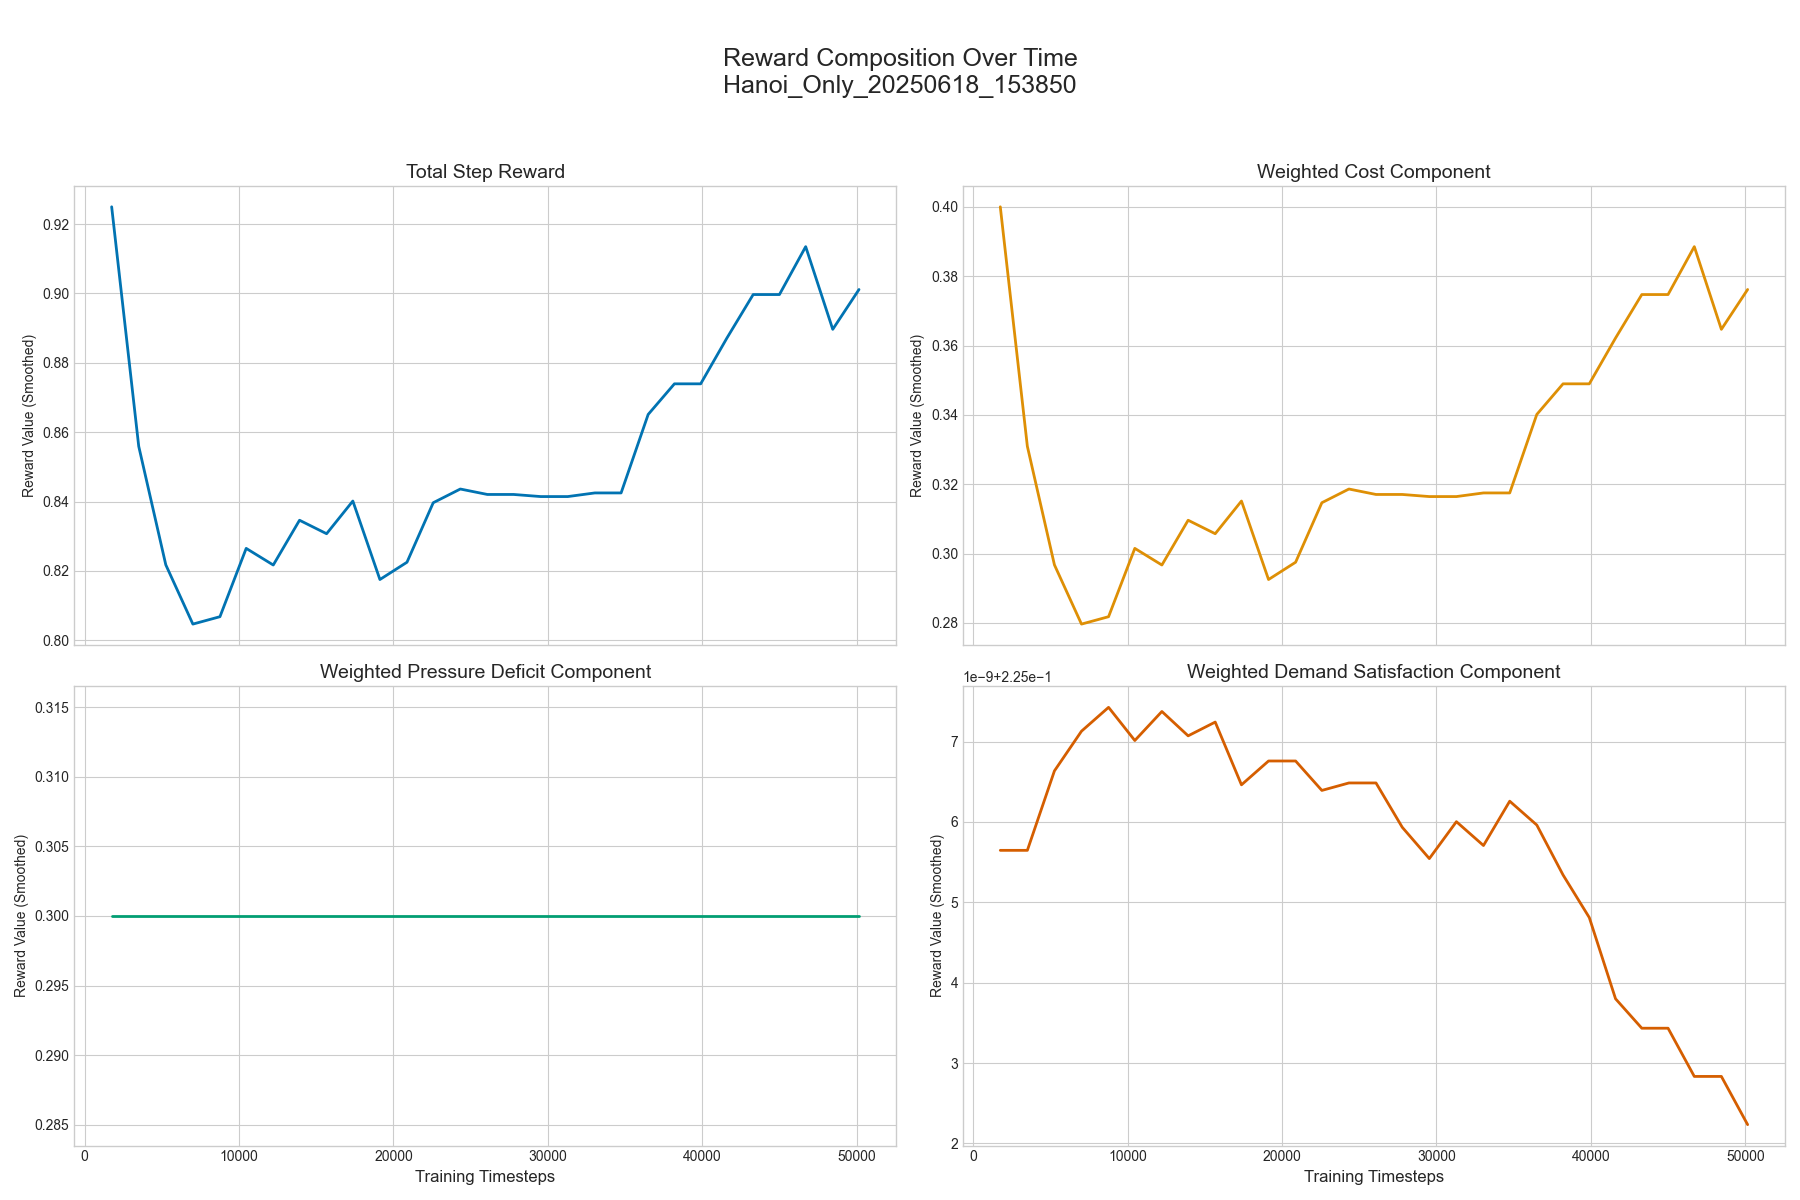 Reward Composition Over Time
Hanoi_Only_20250618_153850
Total Step Reward
Reward Value (Smoothed)
0.92
0.90
0.88
0.86
0.84
0.82
0.80
Weighted Cost Component
Reward Value (Smoothed)
0.40
0.38
0.36
0.34
0.32
0.30
0.28
Weighted Pressure Deficit Component
Reward Value (Smoothed)
0.315
0.310
0.305
0.300
0.295
0.290
0.285
0 10000 20000 30000 40000 50000
Training Timesteps
Weighted Demand Satisfaction Component
1e−9+2.25e−1
Reward Value (Smoothed)
7
6
5
4
3
2
0 10000 20000 30000 40000 50000
Training Timesteps